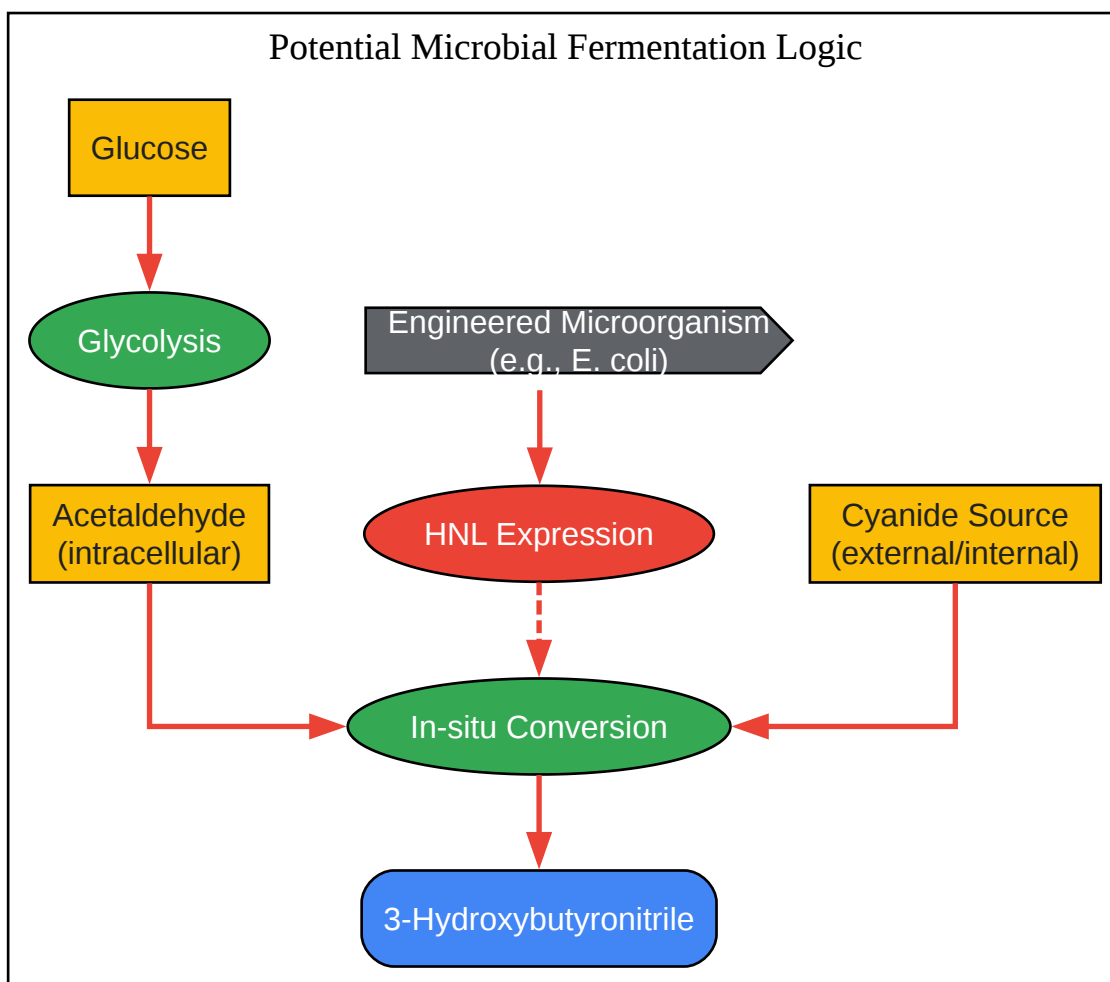 Potential Microbial Fermentation Logic
Glucose
Glycolysis
Engineered Microorganism
(e.g., E. coli)
Acetaldehyde
(intracellular)
HNL Expression
Cyanide Source
(external/internal)
In-situ Conversion
3-Hydroxybutyronitrile